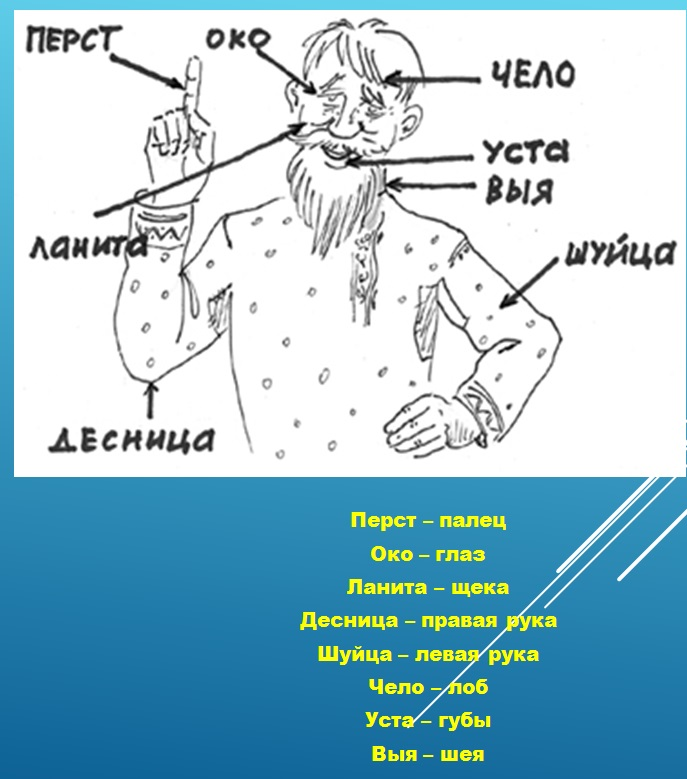 ПЕРСТ
ОКО
ЧЕЛО
УСТА
ВЫЯ
ЛАНИТА
ШУЙЦА
ДЕСНИЦА
Перст – палец
Око – глаз
Ланита – щека
Десница – правая рука
Шуйца – левая рука
Чело – лоб
Уста – губы
Выя – шея